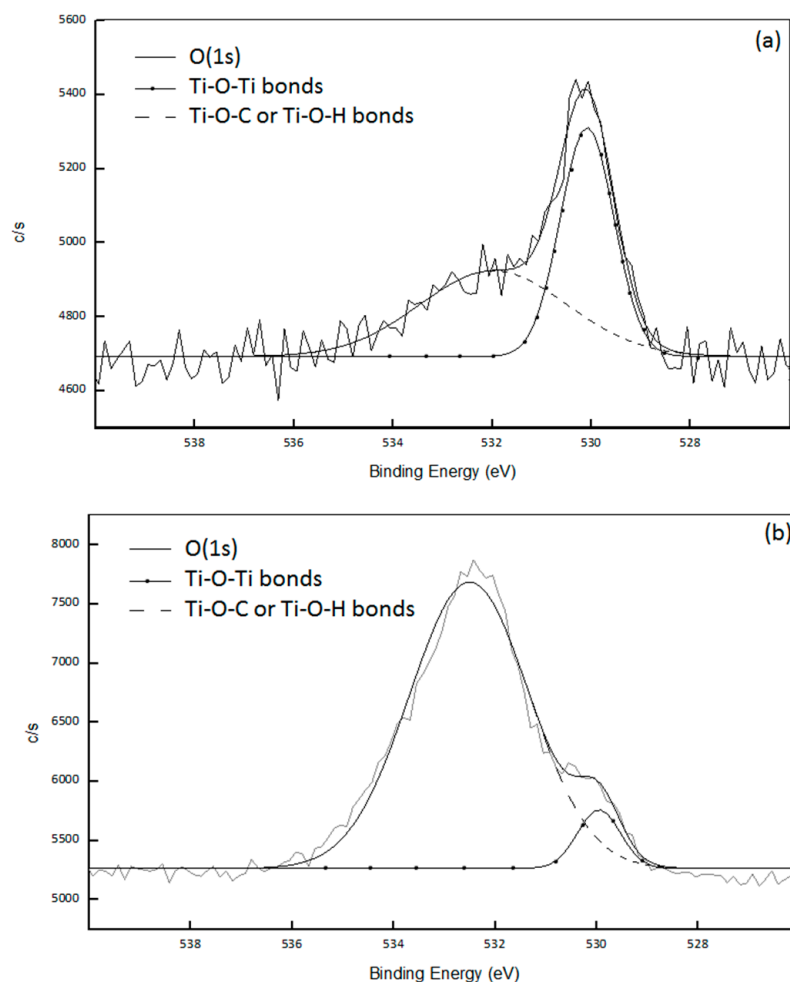 (a)
O(1s)
Ti-O-Ti bonds
Ti-O-C or Ti-O-H bonds
5600
5400
5200
5000
4800
4600
c/s
538 536 534 532 530 528
Binding Energy (eV)
(b)
O(1s)
Ti-O-Ti bonds
Ti-O-C or Ti-O-H bonds
8000
7500
7000
6500
6000
5500
5000
c/s
538 536 534 532 530 528
Binding Energy (eV)